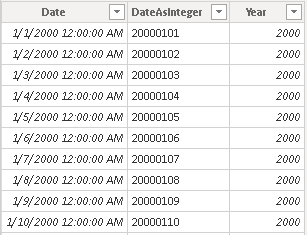 Date DateAsInteger Year
1/1/2000 12:00:00 AM 20000101 2000
1/2/2000 12:00:00 AM 20000102 2000
1/3/2000 12:00:00 AM 20000103 2000
1/4/2000 12:00:00 AM 20000104 2000
1/5/2000 12:00:00 AM 20000105 2000
1/6/2000 12:00:00 AM 20000106 2000
1/7/2000 12:00:00 AM 20000107 2000
1/8/2000 12:00:00 AM 20000108 2000
1/9/2000 12:00:00 AM 20000109 2000
1/10/2000 12:00:00 AM 20000110 2000